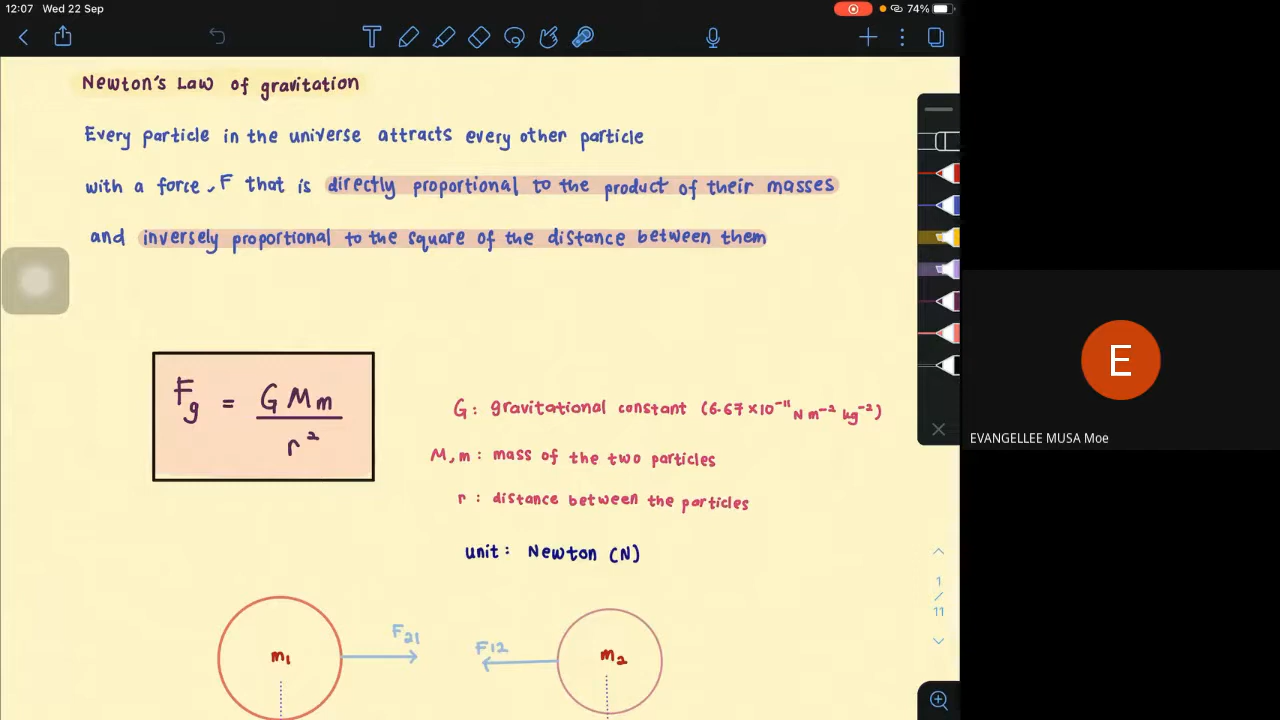 12:07 Wed 22 Sep
74%
Newton's Law of gravitation
Every particle in the universe attracts every other particle
with a force, F that is directly proportional to the product of their masses
and inversely proportional to the square of the distance between them
Fg = GMm / r²
G: gravitational constant (6.67 × 10⁻¹¹ N m⁻² kg⁻²)
M, m: mass of the two particles
r: distance between the particles
unit: Newton (N)
F21
F12
m1
m2
1
/
11
E
EVANGELLEE MUSA Moe